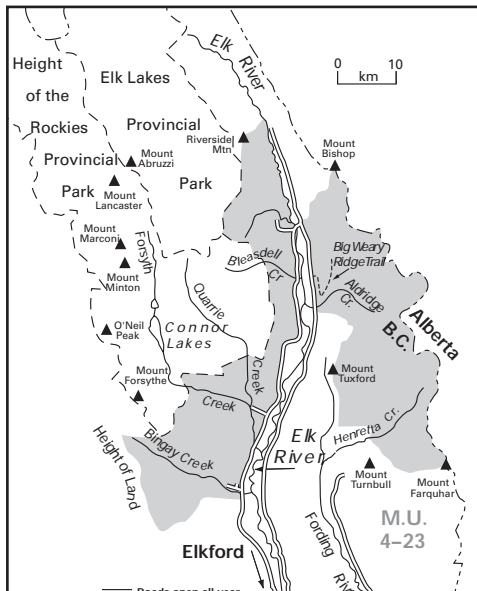 Height
of the
Rockies
Provincial
Park
Elk Lakes
Provincial
Park
Elk
River
0 10
km
Riverside
Mtn
Mount
Bishop
Mount
Abruzzi
Mount
Lancaster
Mount
Marconi
Mount
Minton
Forsyth
Creek
O'Neil
Peak
Mount
Forsythe
Quarrie
Creek
Connor
Lakes
Bleasdell
Cr.
Big Weary
Ridge Trail
Aldridge
Cr.
Alberta
B.C.
Mount
Tuxford
Elk
River
Henretta Cr.
Mount
Turnbull
Mount
Farquhar
Bingay Creek
Height of Land
M.U.
4–23
Elkford
Fording